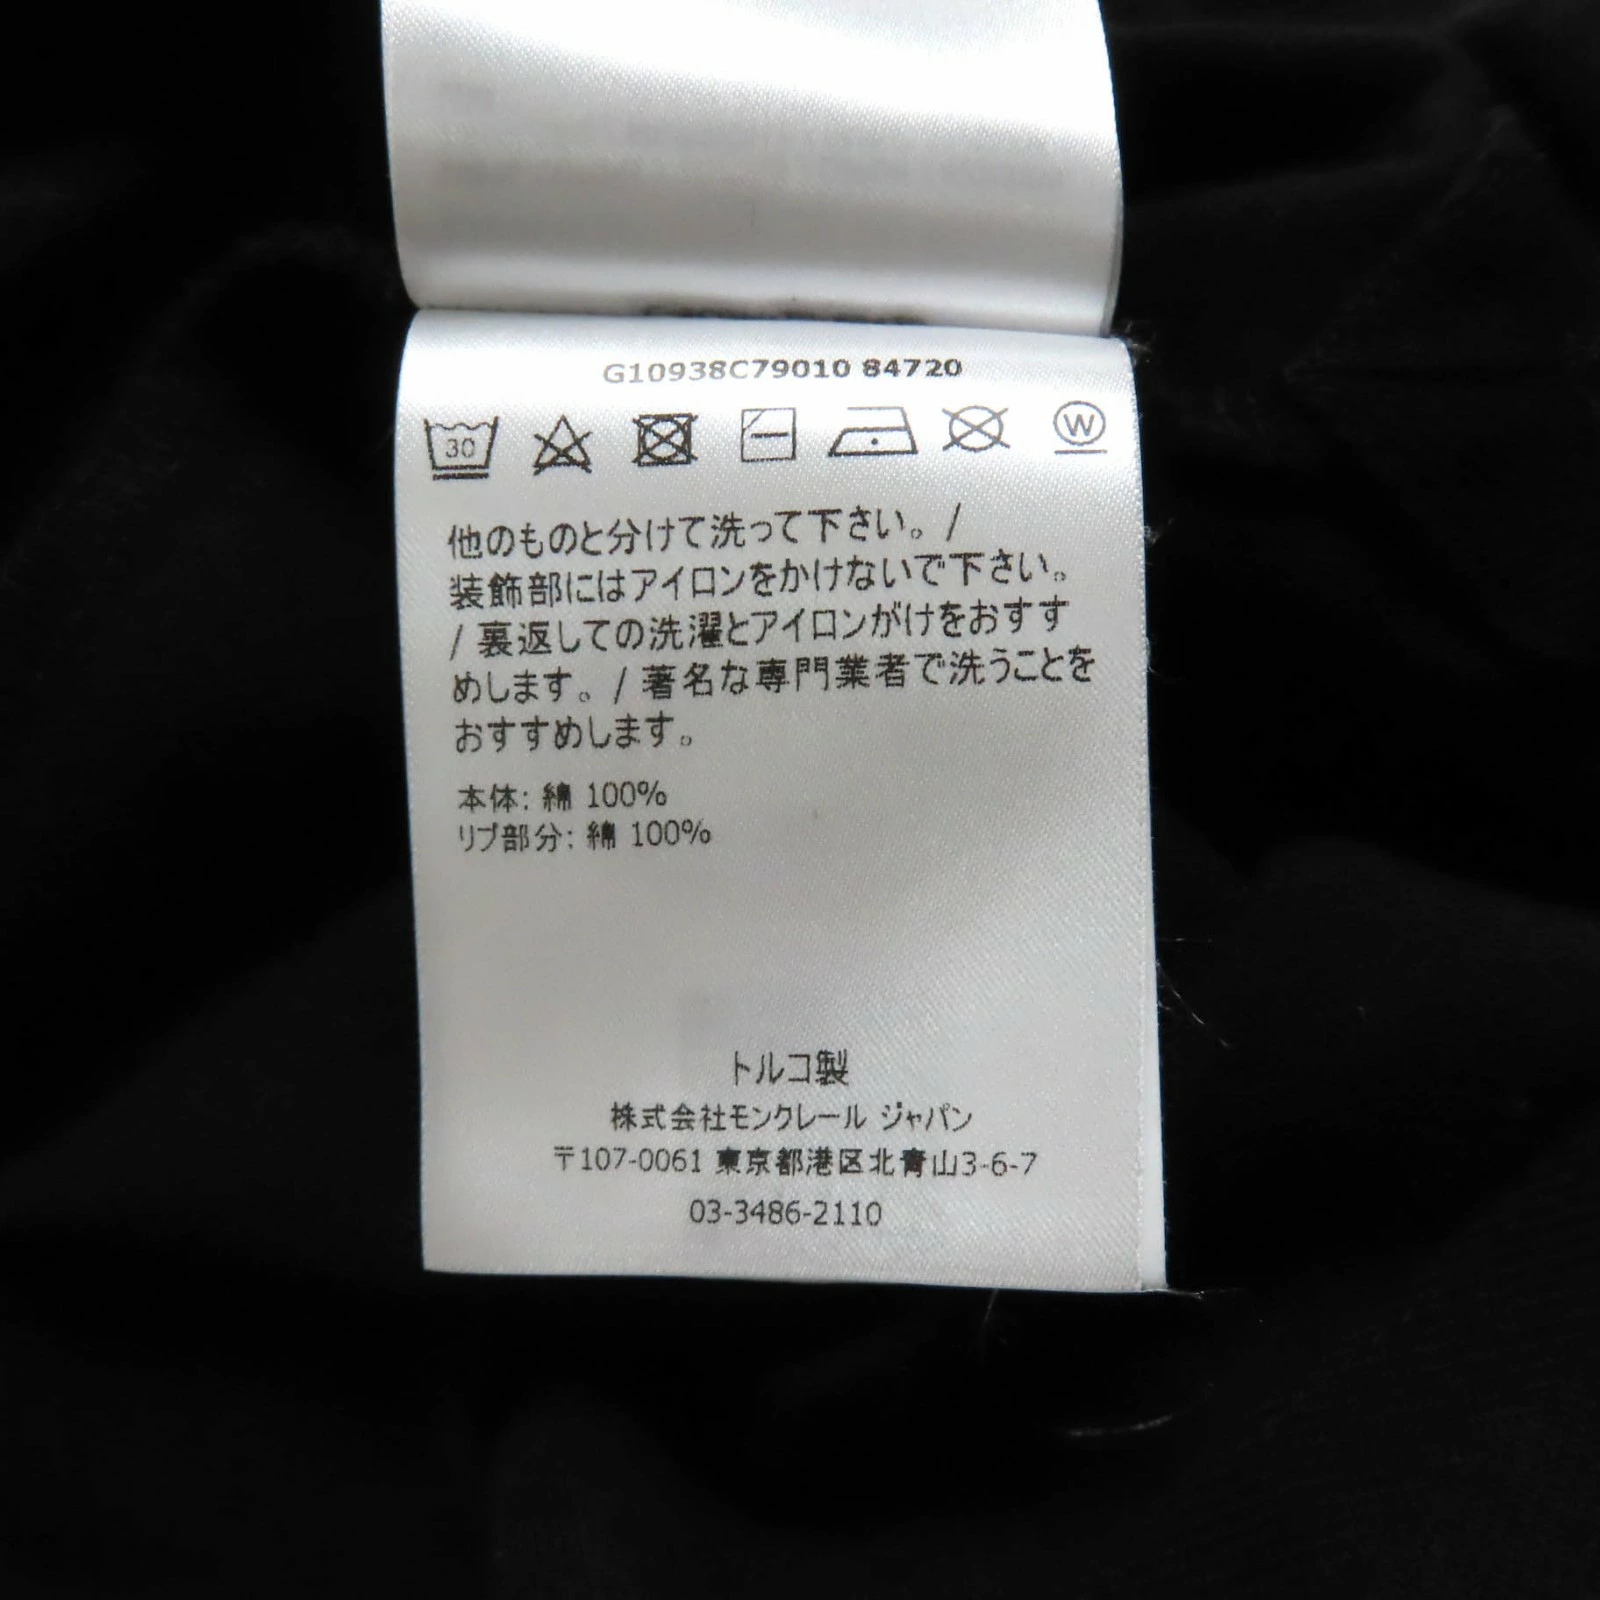 G10938C79010 84720
30
W
他のものと分けて洗って下さい。/
装飾部にはアイロンをかけないで下さい。
/ 裏返しての洗濯とアイロンがけをおすす
めします。/ 著名な専門業者で洗うことを
おすすめします。
本体: 綿 100%
リブ部分: 綿 100%
トルコ製
株式会社モンクレール ジャパン
〒107-0061 東京都港区北青山3-6-7
03-3486-2110